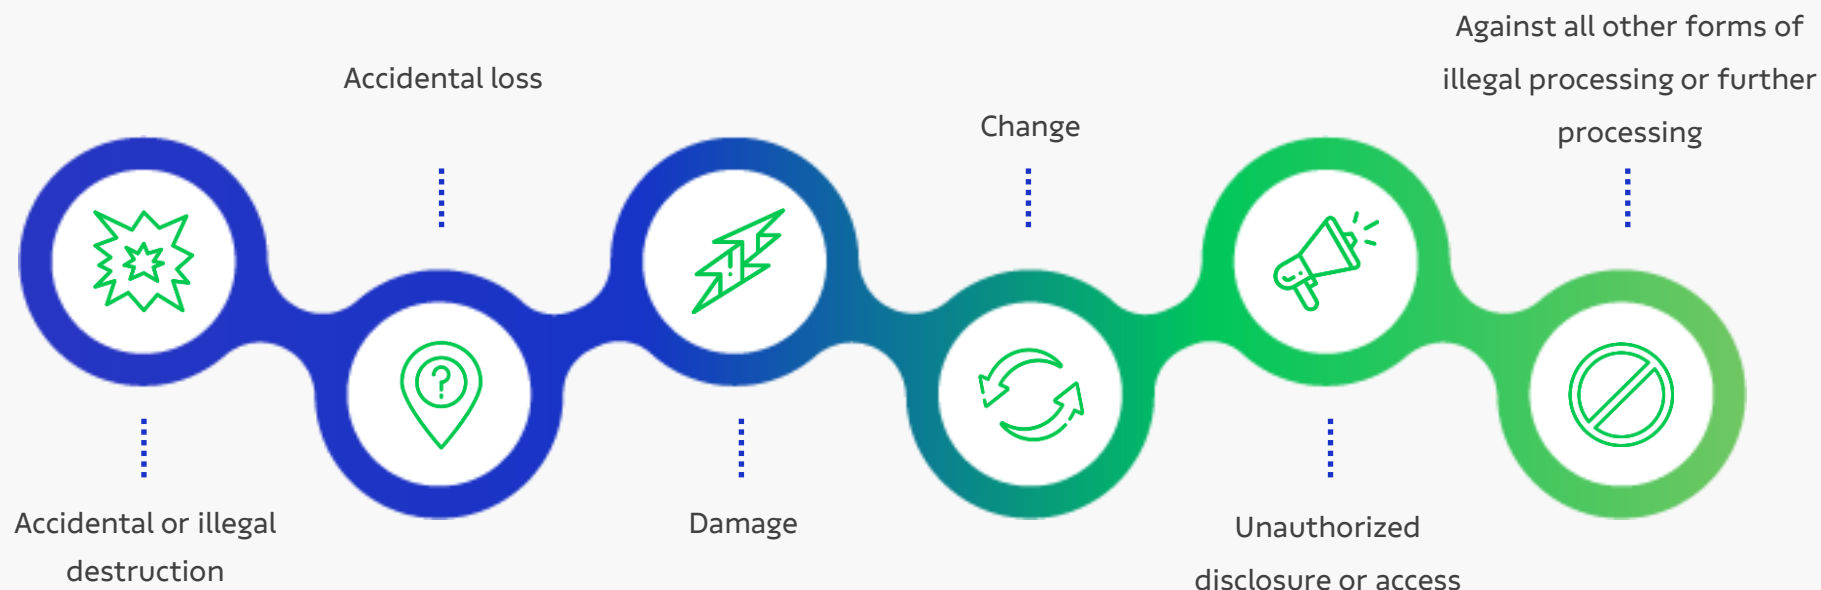 Accidental or illegal
destruction
Accidental loss
Damage
Change
Unauthorized
disclosure or access
Against all other forms of
illegal processing or further
processing